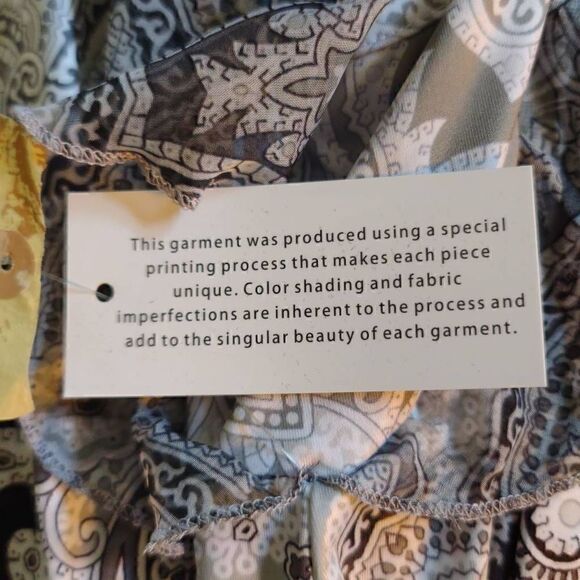 This garment was produced using a special
printing process that makes each piece
unique. Color shading and fabric
imperfections are inherent to the process and
add to the singular beauty of each garment.